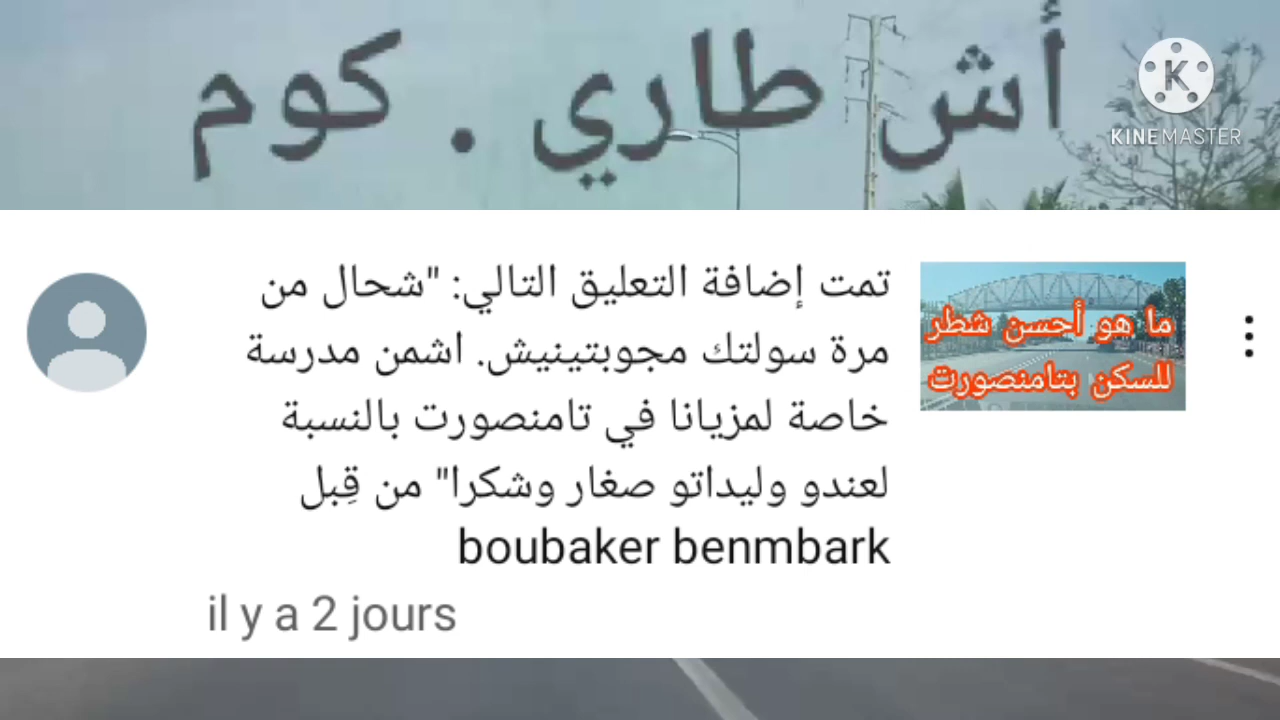 أش طاري . كوم
KINEMASTER
تمت إضافة التعليق التالي: "شحال من
مرة سولتك مجوبتينيش. اشمن مدرسة
خاصة لمزيانا في تامنصورت بالنسبة
لعندو وليداتو صغار وشكرا" من قِبل
boubaker benmbark
il y a 2 jours
ما هو أحسن شطر
للسكن بتامنصورت